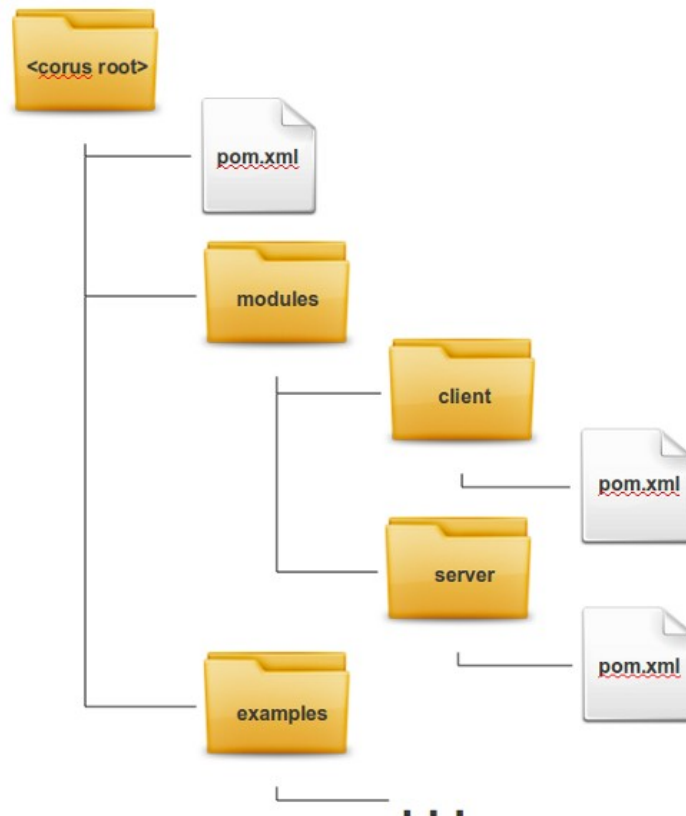 <corus root>
pom.xml
modules
client
pom.xml
server
pom.xml
examples
...